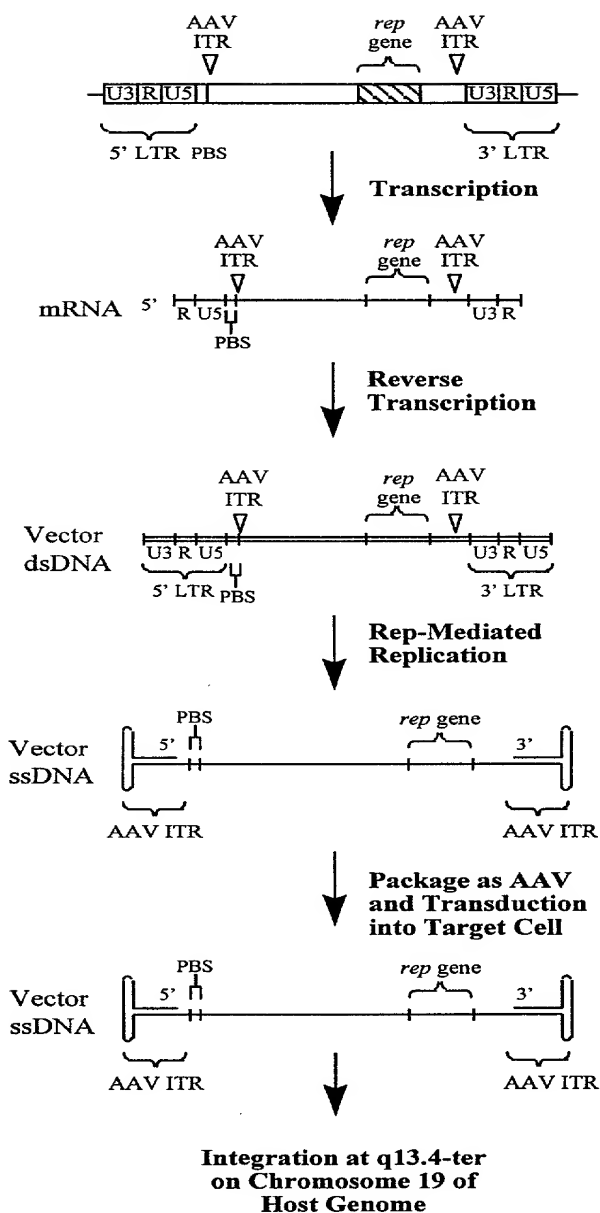 AAV ITR
rep gene
AAV ITR
U3 R U5
U3 R U5
5' LTR PBS
3' LTR
Transcription
AAV ITR
rep gene
AAV ITR
mRNA 5'
R U5
U3 R
PBS
Reverse
Transcription
AAV ITR
rep gene
AAV ITR
Vector
dsDNA
U3 R U5
U3 R U5
5' LTR
PBS
3' LTR
Rep-Mediated
Replication
PBS
rep gene
Vector
ssDNA
5'
3'
AAV ITR
AAV ITR
Package as AAV
and Transduction
into Target Cell
PBS
rep gene
Vector
ssDNA
5'
3'
AAV ITR
AAV ITR
Integration at q13.4-ter
on Chromosome 19 of
Host Genome